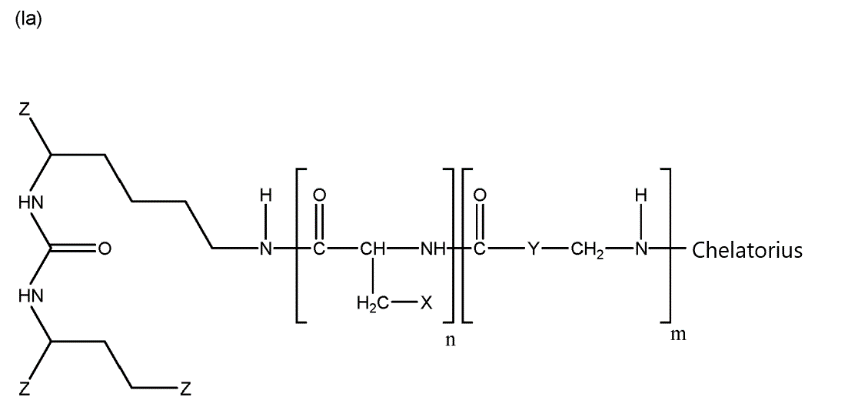 (Ia)
Z
HN
O
HN
Z
Z
H
N
O
C
CH
NH
H₂C
X
n
O
C
Y
CH₂
H
N
m
Chelatorius